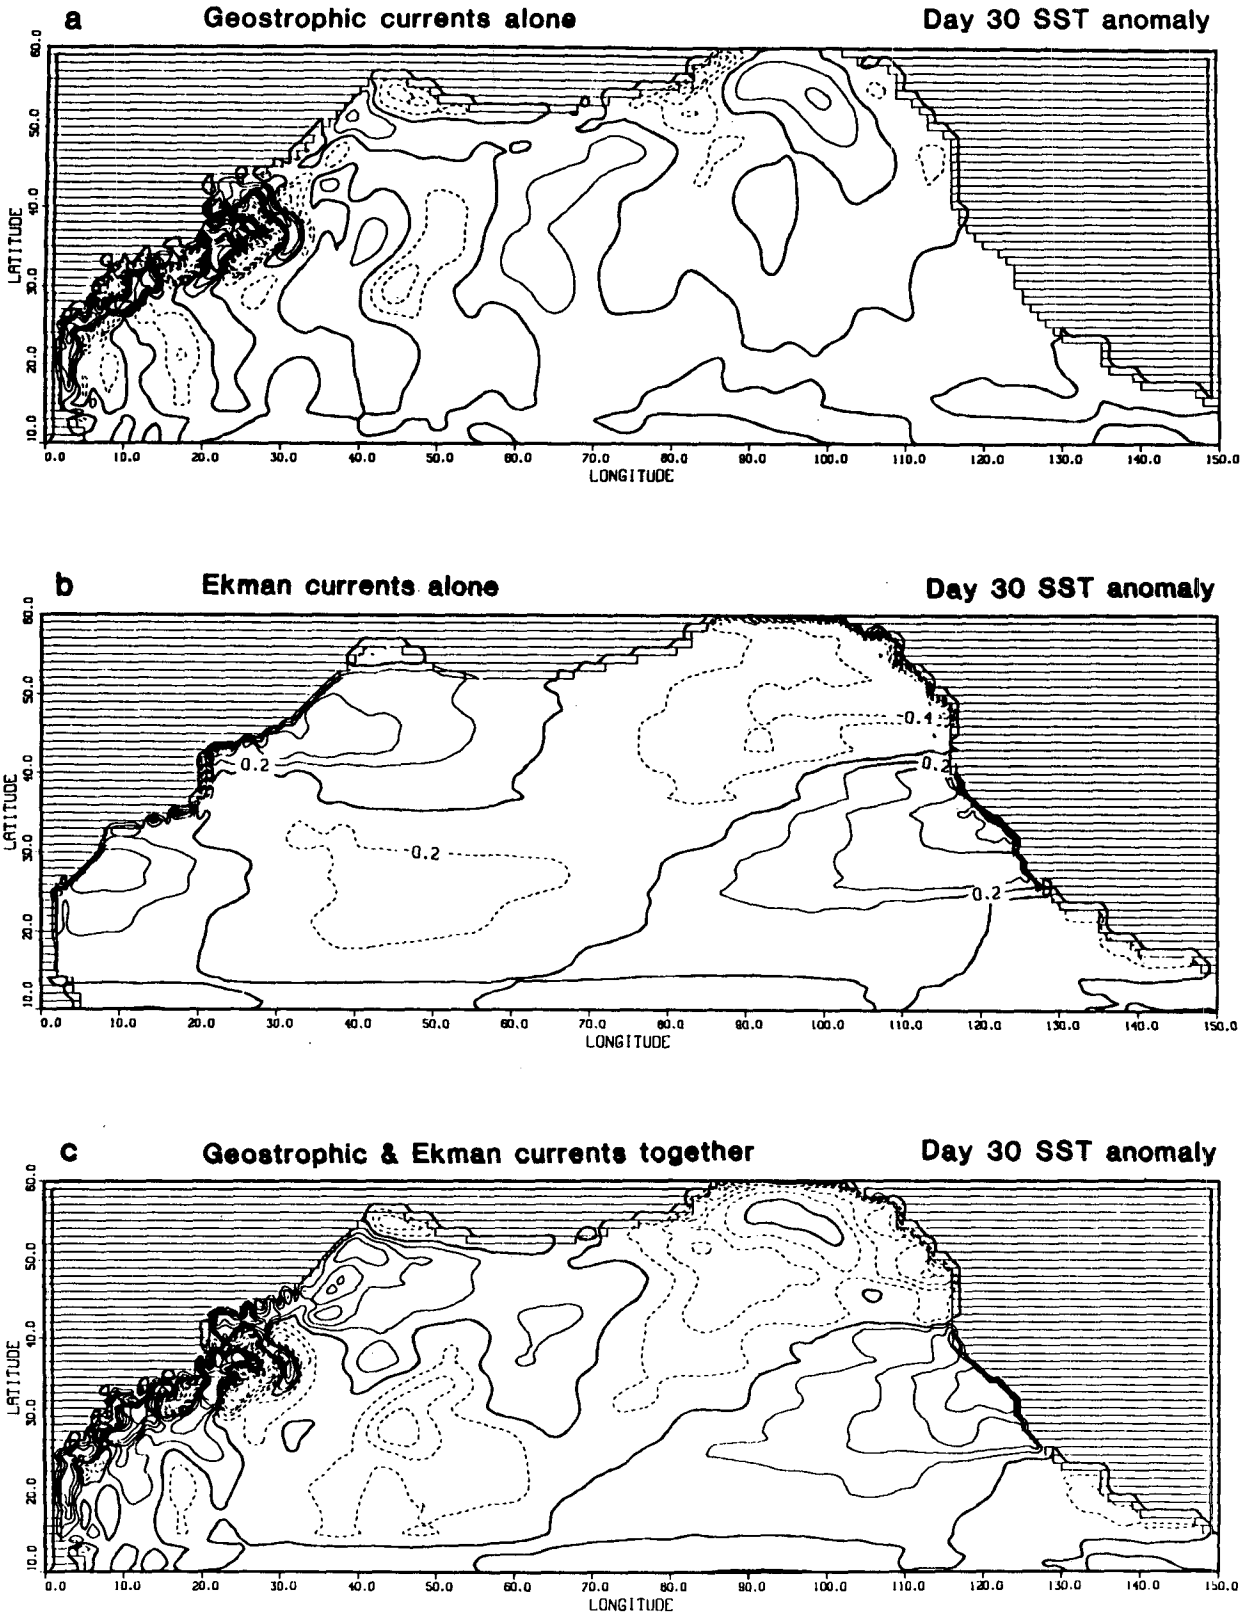 a Geostrophic currents alone Day 30 SST anomaly
60.0
50.0
40.0
30.0
20.0
10.0
LATITUDE
0.0 10.0 20.0 30.0 40.0 50.0 60.0 70.0 80.0 90.0 100.0 110.0 120.0 130.0 140.0 150.0
LONGITUDE
b Ekman currents alone Day 30 SST anomaly
60.0
50.0
40.0
30.0
20.0
10.0
LATITUDE
-0.4
0.2
0.2
-0.2
0.2
0.0 10.0 20.0 30.0 40.0 50.0 60.0 70.0 80.0 90.0 100.0 110.0 120.0 130.0 140.0 150.0
LONGITUDE
c Geostrophic & Ekman currents together Day 30 SST anomaly
60.0
50.0
40.0
30.0
20.0
10.0
LATITUDE
0.0 10.0 20.0 30.0 40.0 50.0 60.0 70.0 80.0 90.0 100.0 110.0 120.0 130.0 140.0 150.0
LONGITUDE